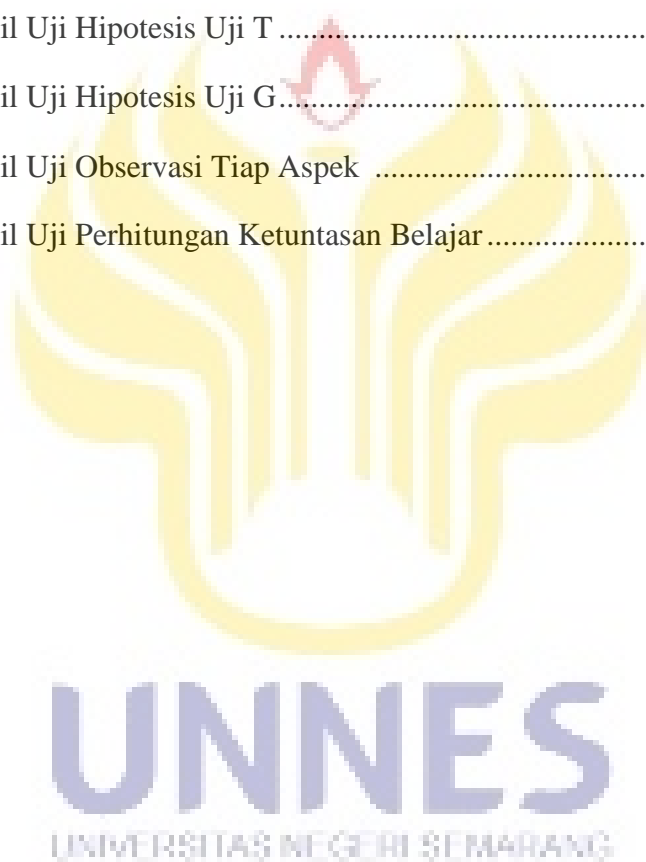 il Uji Hipotesis Uji T ............................................
il Uji Hipotesis Uji G ............................................
il Uji Observasi Tiap Aspek ................................
il Uji Perhitungan Ketuntasan Belajar ...................
UNNES
UNIVERSITAS NEGERI SEMARANG